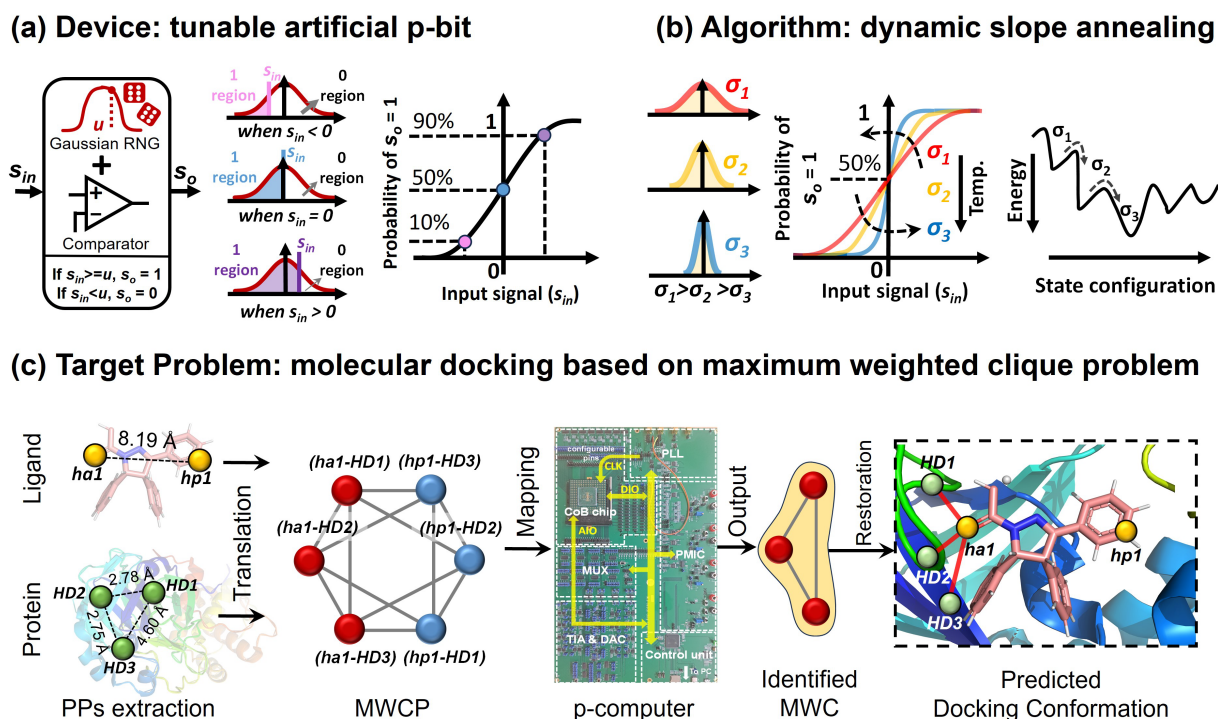 (a) Device: tunable artificial p-bit
u
Gaussian RNG
+
s_in
s_o
+
−
Comparator
If s_in>=u, s_o = 1
If s_in<u, s_o = 0
1
region
s_in
0
region
when s_in < 0
1
region
s_in
0
region
when s_in = 0
1
region
s_in
0
region
when s_in > 0
Probability of s_o = 1
1
90%
50%
10%
0
Input signal (s_in)
(b) Algorithm: dynamic slope annealing
σ1
σ2
σ3
σ1>σ2 >σ3
Probability of
s_o = 1
1
50%
0
σ1
σ2
σ3
Temp.
Input signal (s_in)
Energy
σ1
σ2
σ3
State configuration
(c) Target Problem: molecular docking based on maximum weighted clique problem
Ligand
8.19 Å
ha1
hp1
Protein
2.78 Å
HD1
HD2
2.75 Å
4.60 Å
HD3
PPs extraction
Translation
(ha1-HD1)
(hp1-HD3)
(ha1-HD2)
(hp1-HD2)
(ha1-HD3)
(hp1-HD1)
MWCP
Mapping
configurable
pins
PLL
CLK
DIO
CoB chip
AIO
PMIC
MUX
TIA & DAC
Control unit
To PC
p-computer
Output
Identified
MWC
Restoration
HD1
ha1
hp1
HD2
HD3
Predicted
Docking Conformation